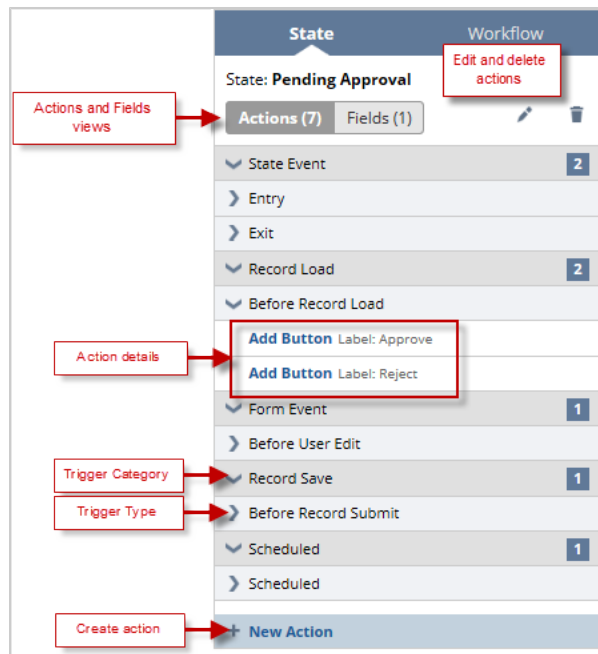 State
Workflow
Edit and delete
actions
State: Pending Approval
Actions and Fields
views
Actions (7)
Fields (1)
State Event
2
Entry
Exit
Record Load
2
Before Record Load
Action details
Add Button Label: Approve
Add Button Label: Reject
Form Event
1
Before User Edit
Trigger Category
Record Save
1
Trigger Type
Before Record Submit
Scheduled
1
Scheduled
Create action
+ New Action